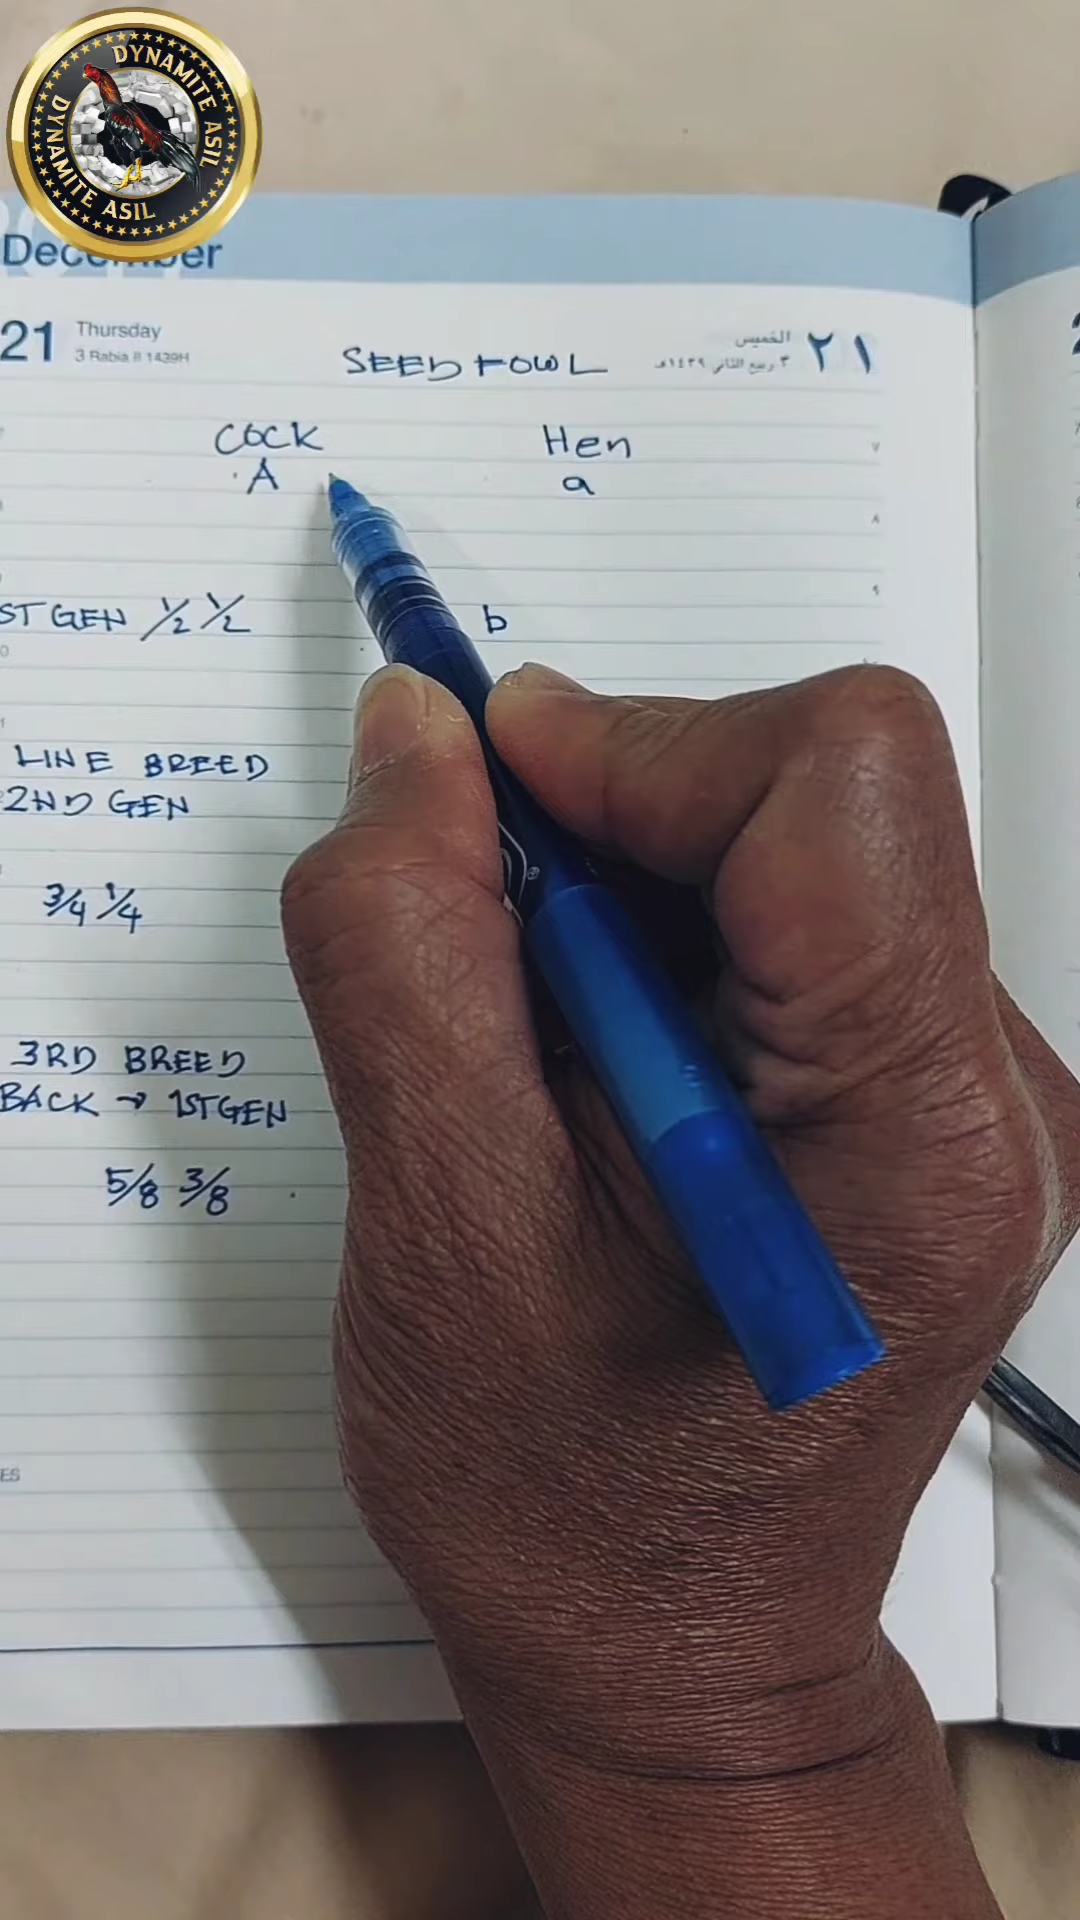 DYNAMITE ASIL
DYNAMITE ASIL
December
21 Thursday
3 Rabia II 1439H
الخميس ٢١
٣ ربيع الثاني ١٤٣٩هـ
SEED FOWL
COCK Hen
A a
ST GEN 1/2 1/2 b
LINE BREED
2ND GEN
3/4 1/4
3RD BREED
BACK → 1ST GEN
5/8 3/8
ES